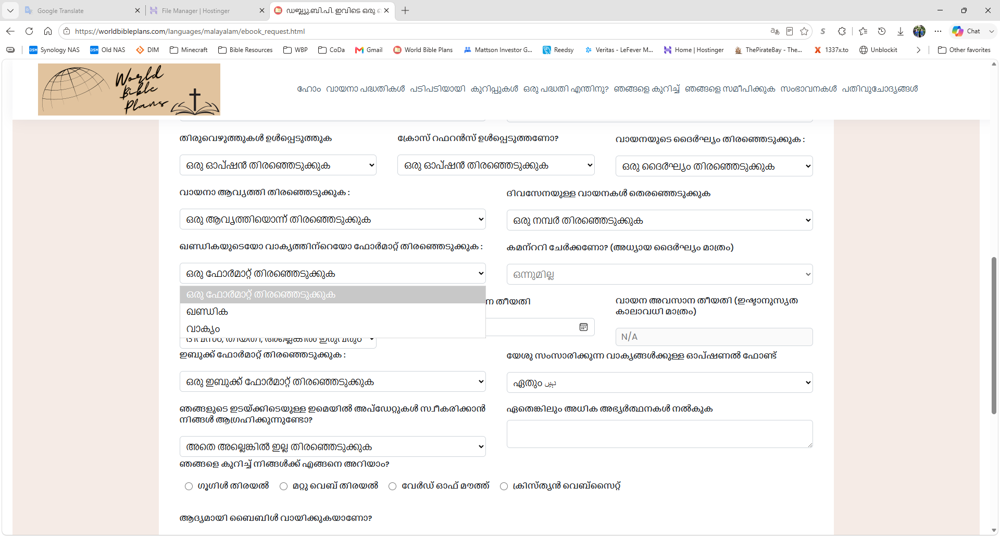 Google Translate
File Manager | Hostinger
ഡബ്ല്യു.ബി.പി. ഇവിടെ ഒരു
https://worldbibleplans.com/languages/malayalam/ebook_request.html
Chat
Synology NAS
Old NAS
DIM
Minecraft
Bible Resources
WBP
CoDa
Gmail
World Bible Plans
Mattson Investor G...
Reedsy
Veritas - LeFever M...
Home | Hostinger
ThePirateBay - The...
1337x.to
Unblockit
Other favorites
World
Bible
Plans
ഹോം വായനാ പദ്ധതികൾ പടിപടിയായി കുറിപ്പുകൾ ഒരു പദ്ധതി എന്തിനു? ഞങ്ങളെ കുറിച്ച് ഞങ്ങളെ സമീപിക്കുക സംഭാവനകൾ പതിവുചോദ്യങ്ങൾ
തിരുവെഴുത്തുകൾ ഉൾപ്പെടുത്തുക
ക്രോസ് റഫറൻസ് ഉൾപ്പെടുത്തണോ?
വായനയുടെ ദൈർഘ്യം തിരഞ്ഞെടുക്കുക :
ഒരു ഓപ്ഷൻ തിരഞ്ഞെടുക്കുക
ഒരു ഓപ്ഷൻ തിരഞ്ഞെടുക്കുക
ഒരു ദൈർഘ്യം തിരഞ്ഞെടുക്കുക
വായനാ ആവൃത്തി തിരഞ്ഞെടുക്കുക :
ദിവസേനയുള്ള വായനകൾ തെരഞ്ഞെടുക്കുക
ഒരു ആവൃത്തിയൊന്ന് തിരഞ്ഞെടുക്കുക
ഒരു നമ്പർ തിരഞ്ഞെടുക്കുക
ഖണ്ഡികയുടെയോ വാക്യത്തിന്റെയോ ഫോർമാറ്റ് തിരഞ്ഞെടുക്കുക :
കമന്ററി ചേർക്കണോ? (അധ്യായ ദൈർഘ്യം മാത്രം)
ഒരു ഫോർമാറ്റ് തിരഞ്ഞെടുക്കുക
ഒന്നുമില്ല
ഒരു ഫോർമാറ്റ് തിരഞ്ഞെടുക്കുക
ഖണ്ഡിക
വാക്യം
ന തീയതി
വായന അവസാന തീയതി (ഇഷ്ടാനുസൃത
കാലാവധി മാത്രം)
N/A
ദിവസം, തീയതി, അല്ലെങ്കിൽ ഇരുവരും
ഇബുക്ക് ഫോർമാറ്റ് തിരഞ്ഞെടുക്കുക :
യേശു സംസാരിക്കുന്ന വാക്യങ്ങൾക്കുള്ള ഓപ്ഷണൽ ഫോണ്ട്
ഒരു ഇബുക്ക് ഫോർമാറ്റ് തിരഞ്ഞെടുക്കുക
ഏതും نہیں
ഞങ്ങളുടെ ഇടയ്ക്കിടെയുള്ള ഇമെയിൽ അപ്ഡേറ്റുകൾ സ്വീകരിക്കാൻ
നിങ്ങൾ ആഗ്രഹിക്കുന്നുണ്ടോ?
ഏതെങ്കിലും അധിക അഭ്യർത്ഥനകൾ നൽകുക
അതെ അല്ലെങ്കിൽ ഇല്ല തിരഞ്ഞെടുക്കുക
ഞങ്ങളെ കുറിച്ച് നിങ്ങൾക്ക് എങ്ങനെ അറിയാം?
ഗൂഗിൾ തിരയൽ
മറ്റു വെബ് തിരയൽ
വേർഡ് ഓഫ് മൗത്ത്
ക്രിസ്ത്യൻ വെബ്സൈറ്റ്
ആദ്യമായി ബൈബിൾ വായിക്കുകയാണോ?